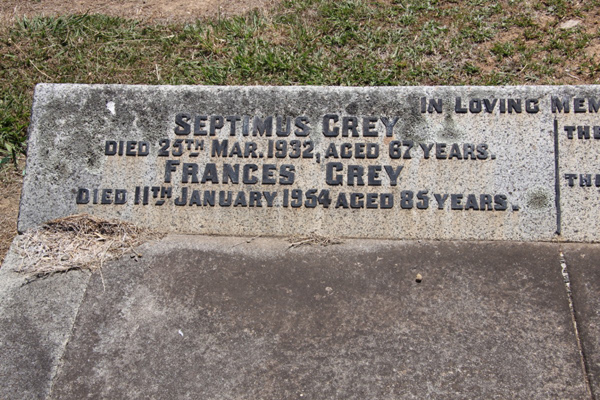 IN LOVING MEM
SEPTIMUS GREY
DIED 25TH MAR. 1932, AGED 67 YEARS.
FRANCES GREY
DIED 11TH JANUARY 1954 AGED 85 YEARS.